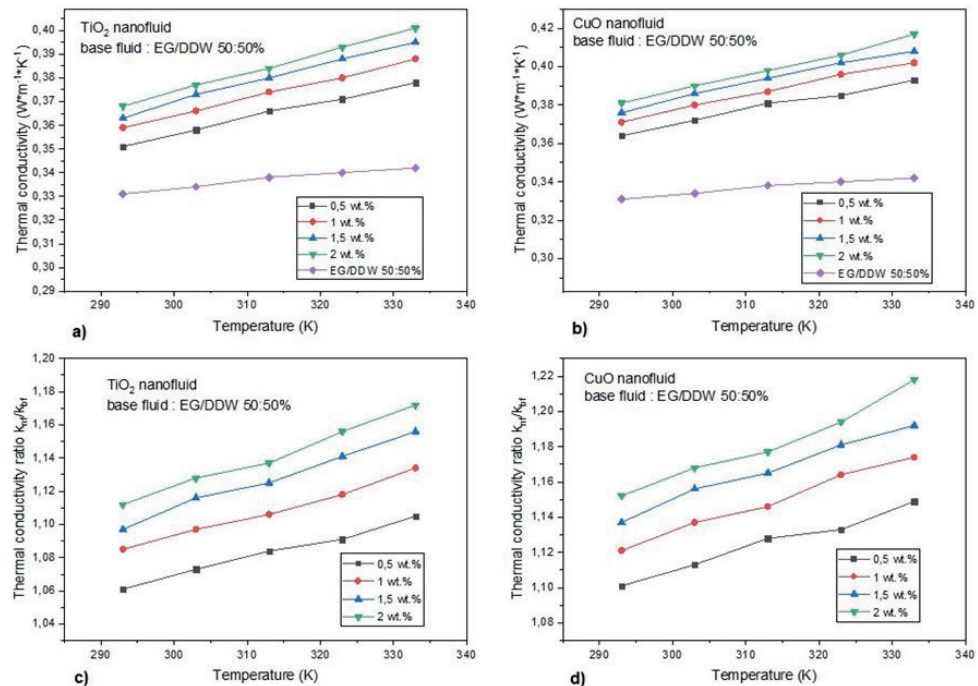 TiO2 nanofluid
base fluid : EG/DDW 50:50%
0,40
0,39
0,38
0,37
0,36
0,35
0,34
0,33
0,32
0,31
0,30
0,29
Thermal conductivity (W*m-1*K-1)
0,5 wt.%
1 wt.%
1,5 wt.%
2 wt.%
EG/DDW 50:50%
290 300 310 320 330 340
Temperature (K)
a)
CuO nanofluid
base fluid : EG/DDW 50:50%
0,42
0,40
0,38
0,36
0,34
0,32
0,30
Thermal conductivity (W*m-1*K-1)
0,5 wt.%
1 wt.%
1,5 wt.%
2 wt.%
EG/DDW 50:50%
290 300 310 320 330 340
Temperature (K)
b)
TiO2 nanofluid
base fluid : EG/DDW 50:50%
1,20
1,18
1,16
1,14
1,12
1,10
1,08
1,06
1,04
Thermal conductivity ratio knf/kbf
0,5 wt.%
1 wt.%
1,5 wt.%
2 wt.%
290 300 310 320 330 340
Temperature (K)
c)
CuO nanofluid
base fluid : EG/DDW 50:50%
1,22
1,20
1,18
1,16
1,14
1,12
1,10
1,08
Thermal conductivity ratio knf/kbf
0,5 wt.%
1 wt.%
1,5 wt.%
2 wt.%
290 300 310 320 330 340
Temperature (K)
d)